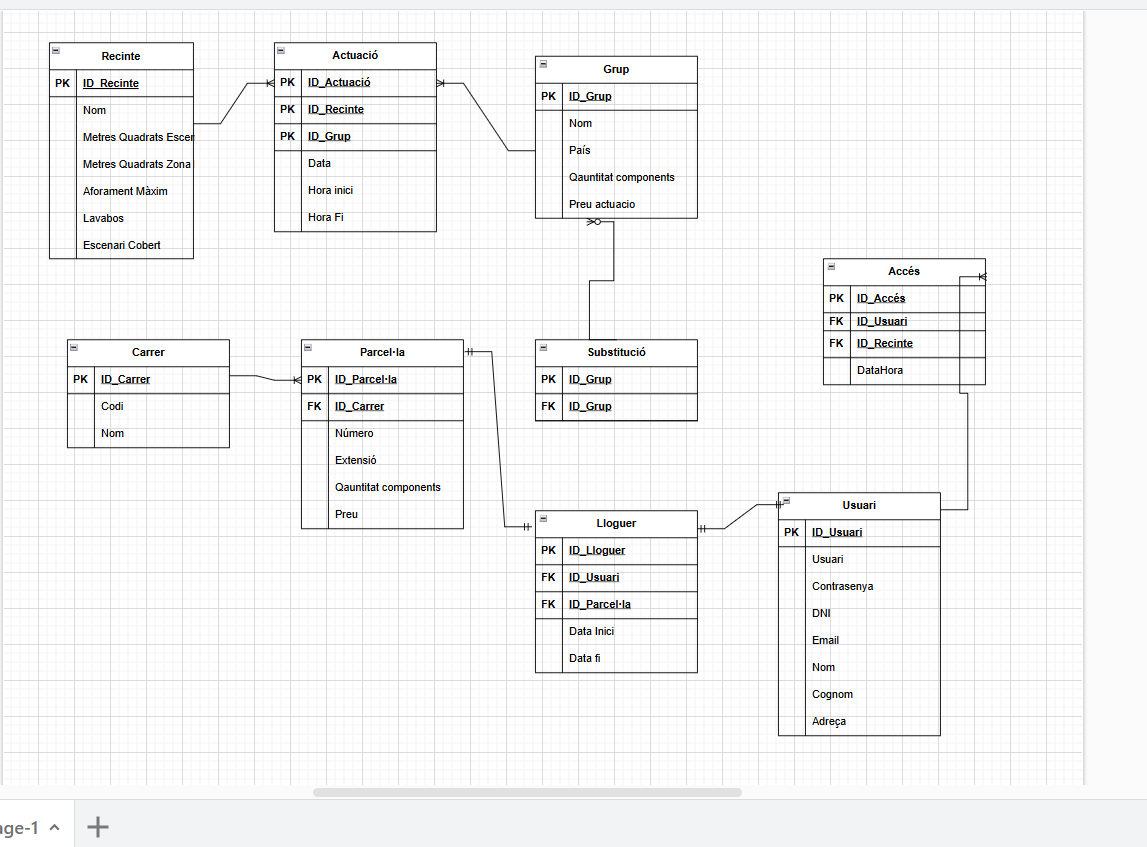 Recinte
PK ID_Recinte
Nom
Metres Quadrats Escer
Metres Quadrats Zona
Aforament Màxim
Lavabos
Escenari Cobert
Actuació
PK ID_Actuació
PK ID_Recinte
PK ID_Grup
Data
Hora inici
Hora Fi
Grup
PK ID_Grup
Nom
País
Qauntitat components
Preu actuacio
Accés
PK ID_Accés
FK ID_Usuari
FK ID_Recinte
DataHora
Carrer
PK ID_Carrer
Codi
Nom
Parcel·la
PK ID_Parcel·la
FK ID_Carrer
Número
Extensió
Qauntitat components
Preu
Substitució
PK ID_Grup
FK ID_Grup
Lloguer
PK ID_Lloguer
FK ID_Usuari
FK ID_Parcel·la
Data Inici
Data fi
Usuari
PK ID_Usuari
Usuari
Contrasenya
DNI
Email
Nom
Cognom
Adreça
age-1